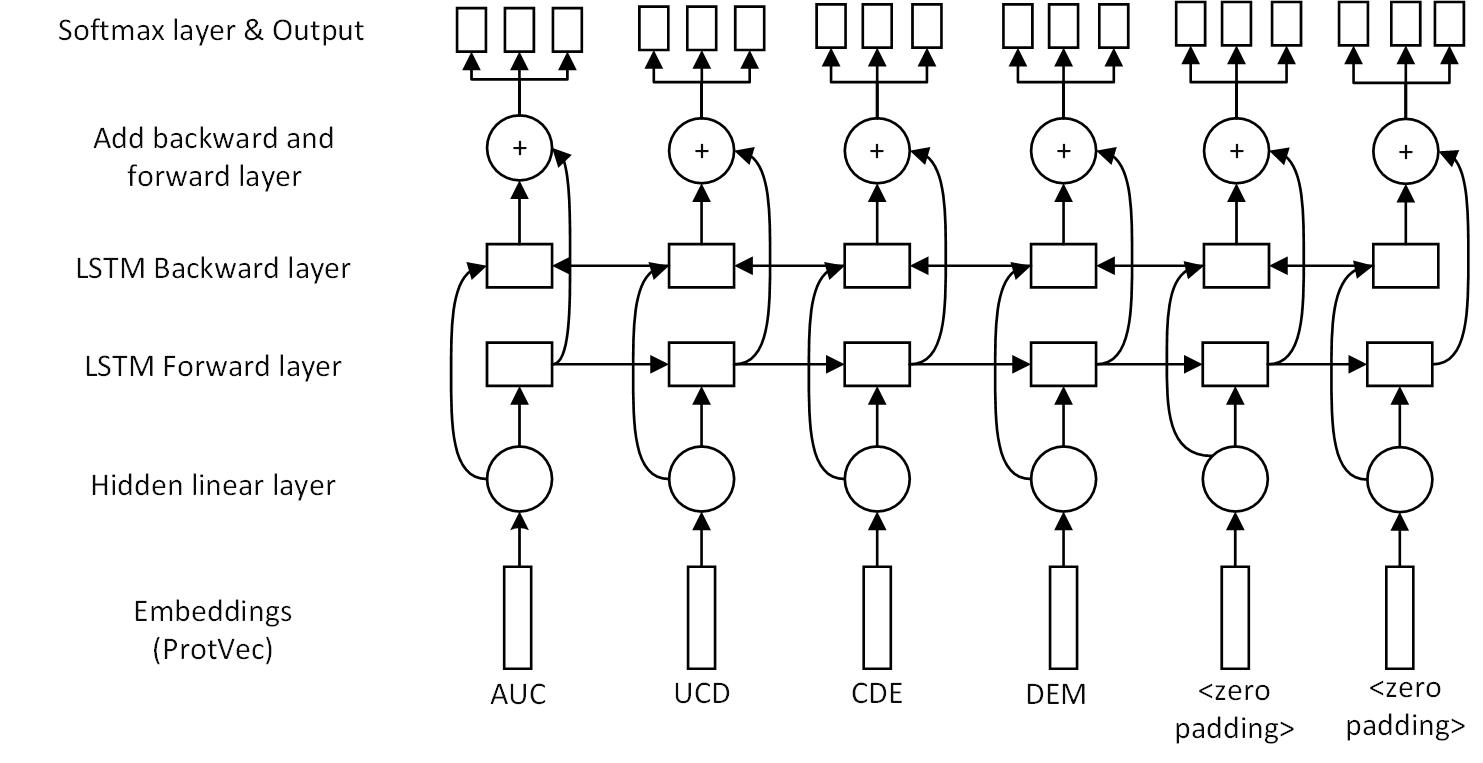 Softmax layer & Output
+
+
+
+
+
+
Add backward and
forward layer
LSTM Backward layer
LSTM Forward layer
Hidden linear layer
Embeddings
(ProtVec)
AUC
UCD
CDE
DEM
<zero
padding>
<zero
padding>